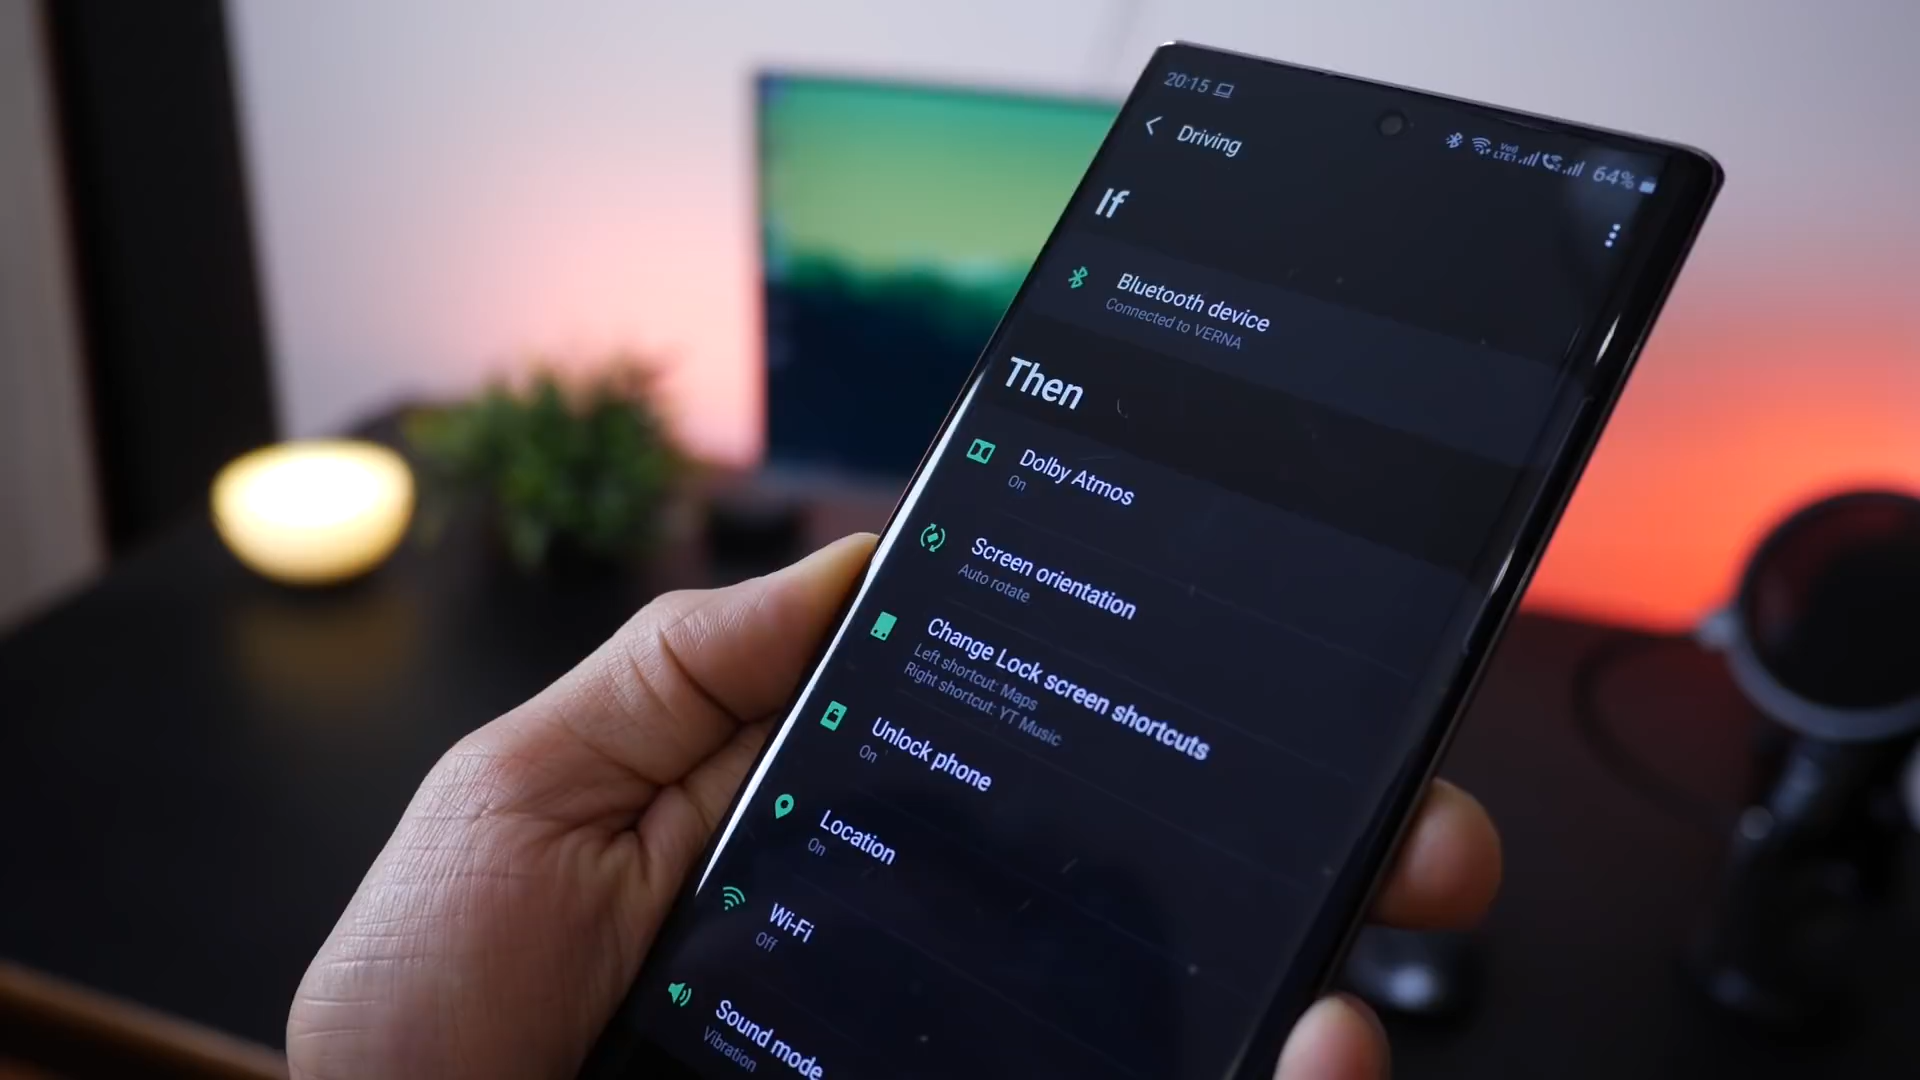 20:15
Vo)) LTE1 64%
Driving
If
Bluetooth device
Connected to VERNA
Then
Dolby Atmos
On
Screen orientation
Auto rotate
Change Lock screen shortcuts
Left shortcut: Maps
Right shortcut: YT Music
Unlock phone
On
Location
On
Wi-Fi
Off
Sound mode
Vibration